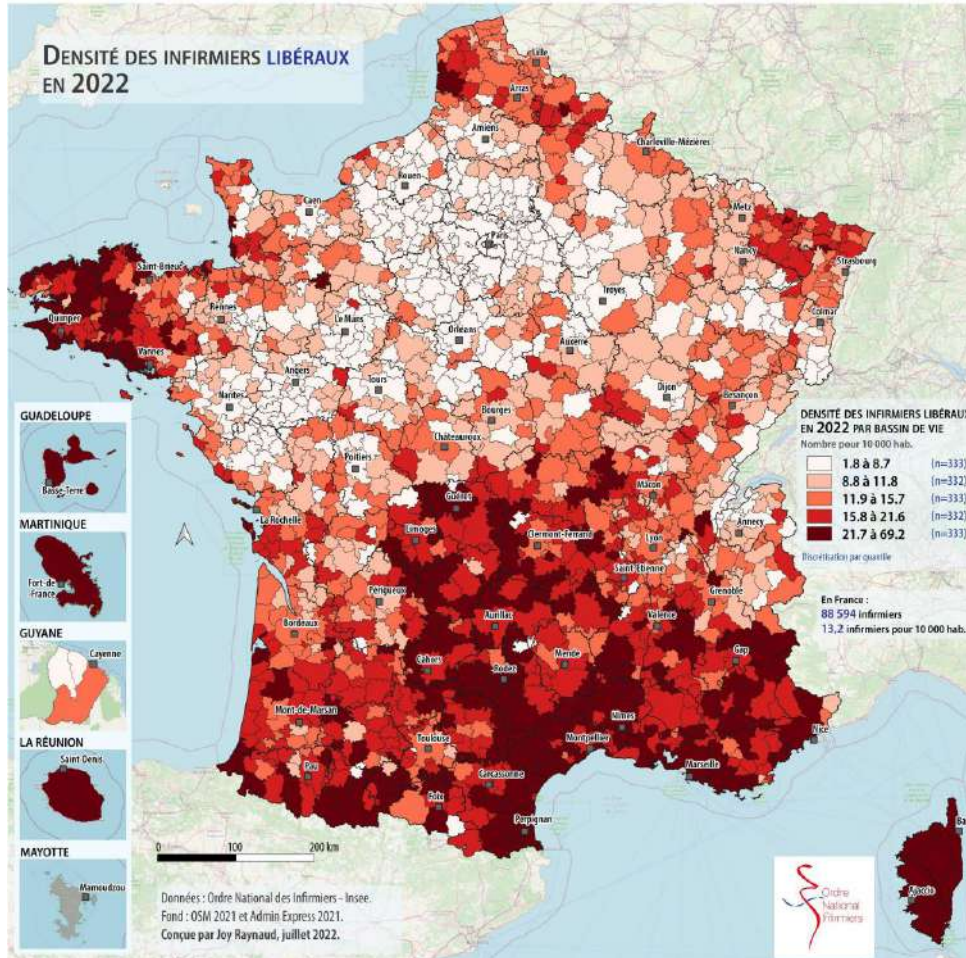 DENSITÉ DES INFIRMIERS LIBÉRAUX
EN 2022
Lille
Arras
Amiens
Charleville-Mézières
Rouen
Caen
Metz
Paris
Nancy
Strasbourg
Saint-Brieuc
Troyes
Rennes
Le Mans
Colmar
Quimper
Orléans
Auxerre
Vannes
Angers
Tours
Dijon
Besançon
Nantes
Bourges
Châteauroux
Poitiers
Mâcon
Guéret
La Rochelle
Annecy
Limoges
Clermont-Ferrand
Lyon
Saint-Etienne
Périgueux
Grenoble
Aurillac
Valence
Bordeaux
Cahors
Mende
Gap
Rodez
Mont-de-Marsan
Nîmes
Toulouse
Montpellier
Nice
Pau
Carcassonne
Marseille
Foix
Perpignan
Ba
Ajaccio
GUADELOUPE
Basse-Terre
MARTINIQUE
Fort-de-
France
GUYANE
Cayenne
LA RÉUNION
Saint-Denis
MAYOTTE
Mamoudzou
DENSITÉ DES INFIRMIERS LIBÉRAUX
EN 2022 PAR BASSIN DE VIE
Nombre pour 10 000 hab.
1.8 à 8.7 (n=333)
8.8 à 11.8 (n=332)
11.9 à 15.7 (n=333)
15.8 à 21.6 (n=332)
21.7 à 69.2 (n=333)
Discrétisation par quantile
En France :
88 594 infirmiers
13,2 infirmiers pour 10 000 hab.
0 100 200 km
Données : Ordre National des Infirmiers - Insee.
Fond : OSM 2021 et Admin Express 2021.
Conçue par Joy Raynaud, juillet 2022.
Ordre
National
Infirmiers